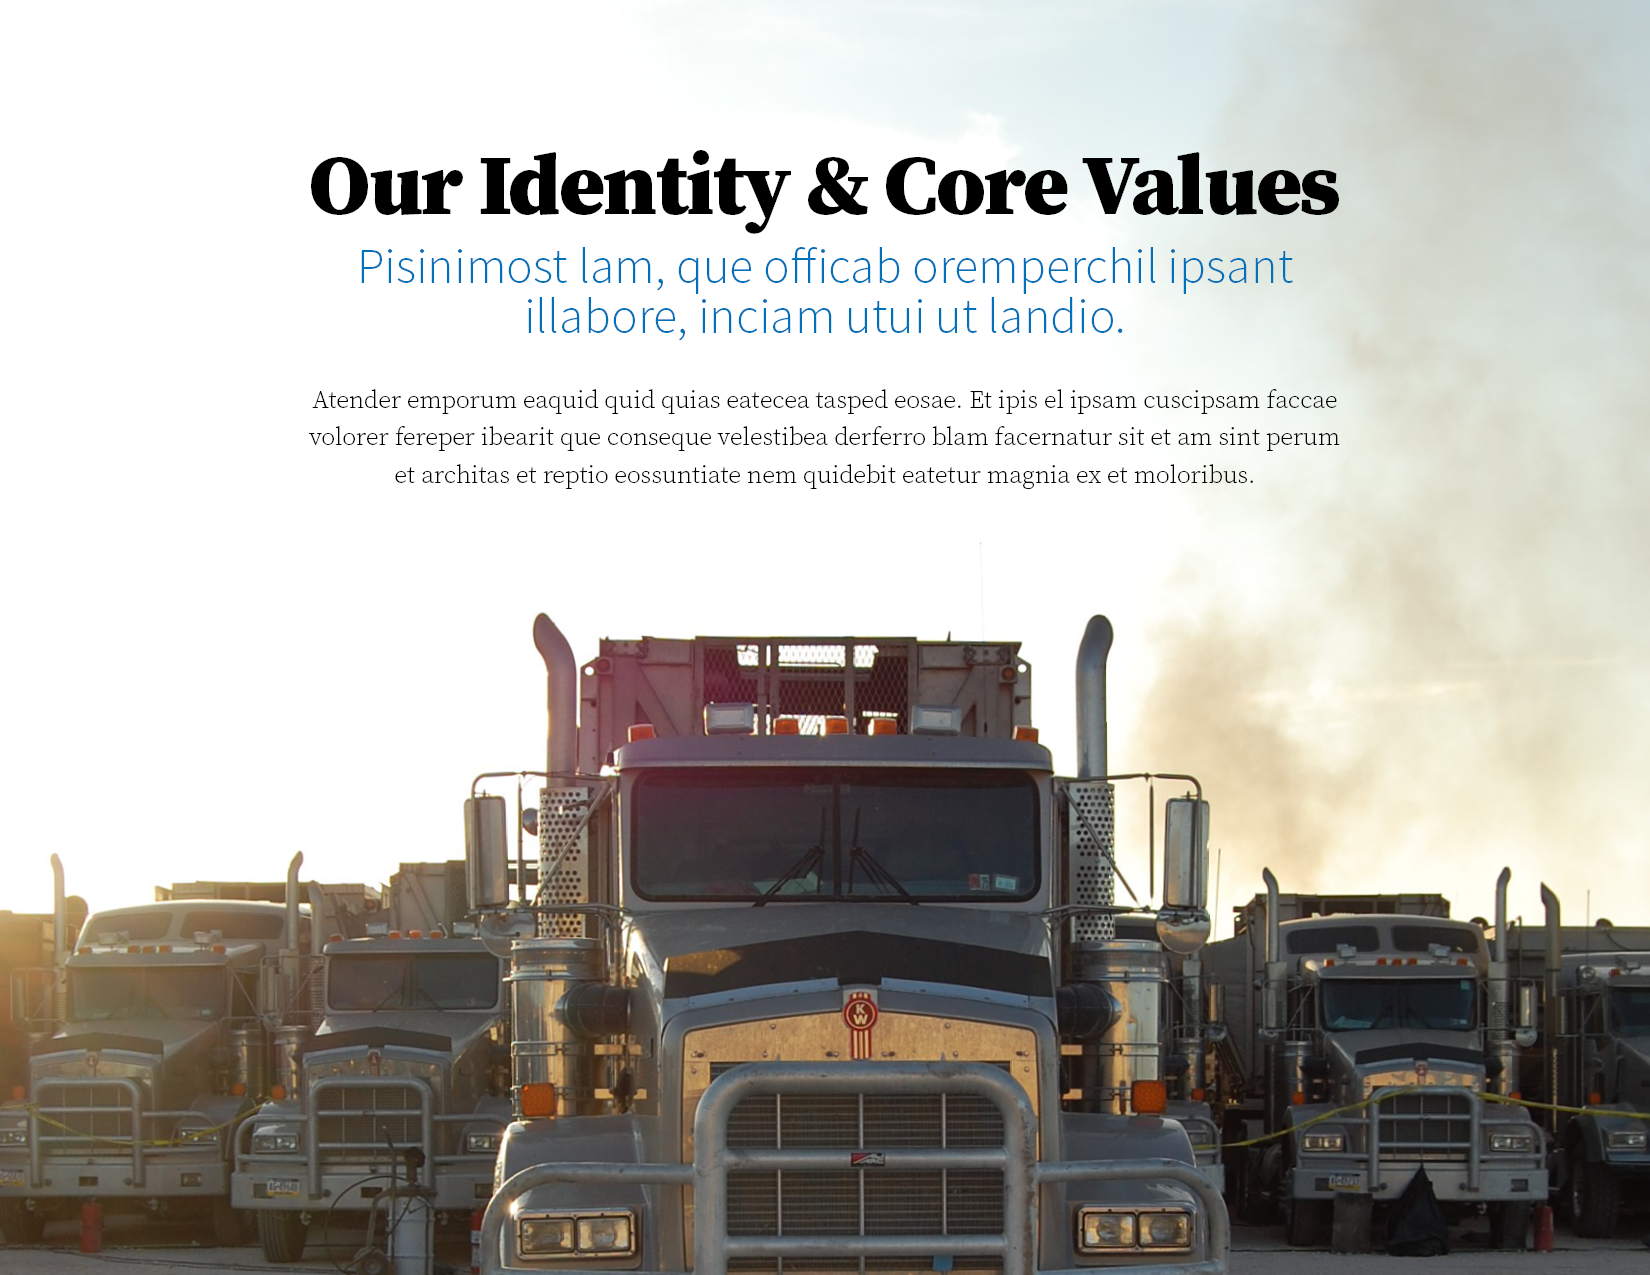 Our Identity & Core Values
Pisinimost lam, que officab oremperchil ipsant
illabore, inciam utui ut landio.
Atender emporum eaquid quid quias eatecea tasped eosae. Et ipis el ipsam cuscipsam faccae
volorer fereper ibearit que conseque velestibea derferro blam facernatur sit et am sint perum
et architas et reptio eossuntiate nem quidebit eatetur magnia ex et moloribus.
KW